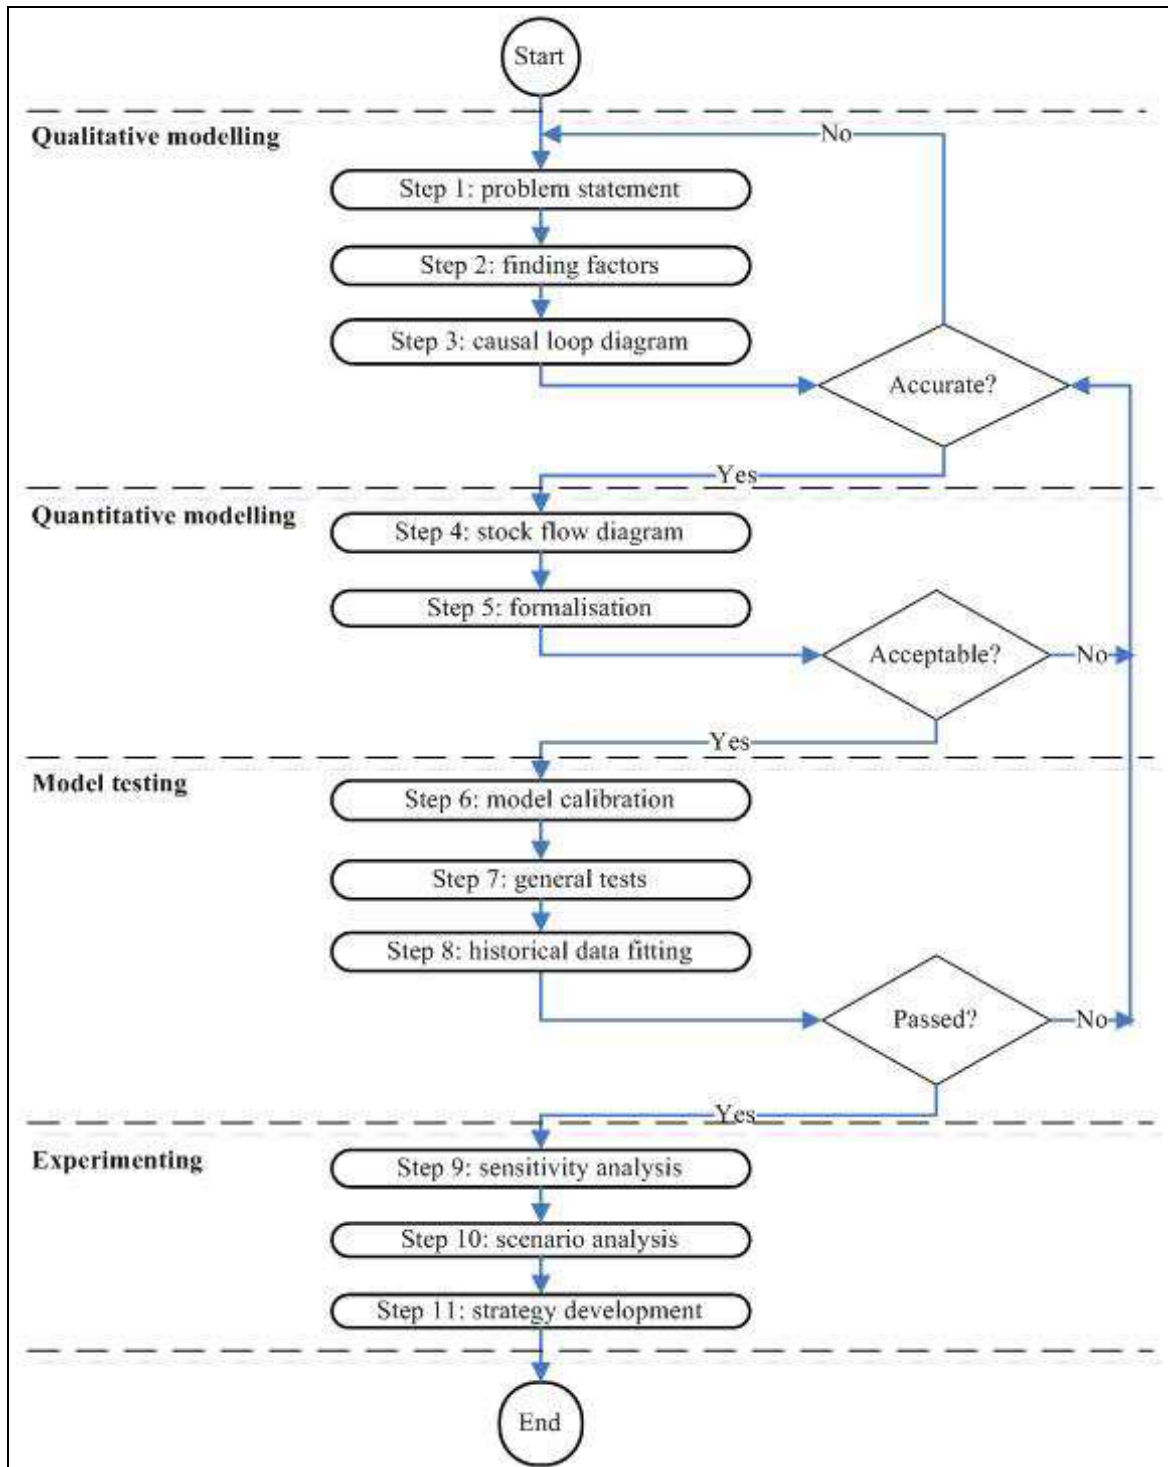 Start
Qualitative modelling
No
Step 1: problem statement
Step 2: finding factors
Step 3: causal loop diagram
Accurate?
Yes
Quantitative modelling
Step 4: stock flow diagram
Step 5: formalisation
Acceptable?
No
Yes
Model testing
Step 6: model calibration
Step 7: general tests
Step 8: historical data fitting
Passed?
No
Yes
Experimenting
Step 9: sensitivity analysis
Step 10: scenario analysis
Step 11: strategy development
End